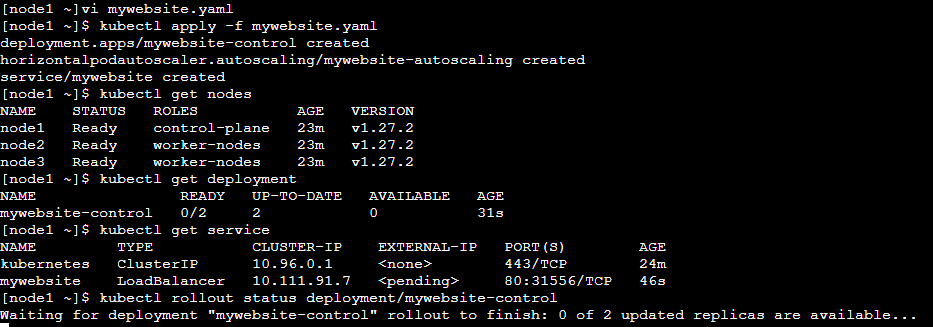 [node1 ~]vi mywebsite.yaml
[node1 ~]$ kubectl apply -f mywebsite.yaml
deployment.apps/mywebsite-control created
horizontalpodautoscaler.autoscaling/mywebsite-autoscaling created
service/mywebsite created
[node1 ~]$ kubectl get nodes
NAME    STATUS   ROLES           AGE   VERSION
node1   Ready    control-plane   23m   v1.27.2
node2   Ready    worker-nodes    23m   v1.27.2
node3   Ready    worker-nodes    23m   v1.27.2
[node1 ~]$ kubectl get deployment
NAME                READY   UP-TO-DATE   AVAILABLE   AGE
mywebsite-control   0/2     2            0           31s
[node1 ~]$ kubectl get service
NAME         TYPE           CLUSTER-IP    EXTERNAL-IP   PORT(S)        AGE
kubernetes   ClusterIP      10.96.0.1     <none>        443/TCP        24m
mywebsite    LoadBalancer   10.111.91.7   <pending>     80:31556/TCP   46s
[node1 ~]$ kubectl rollout status deployment/mywebsite-control
Waiting for deployment "mywebsite-control" rollout to finish: 0 of 2 updated replicas are available...